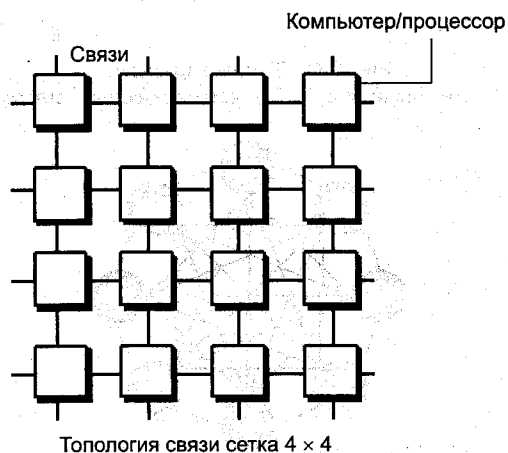 Компьютер/процессор
Связи
Топология связи сетка 4 × 4